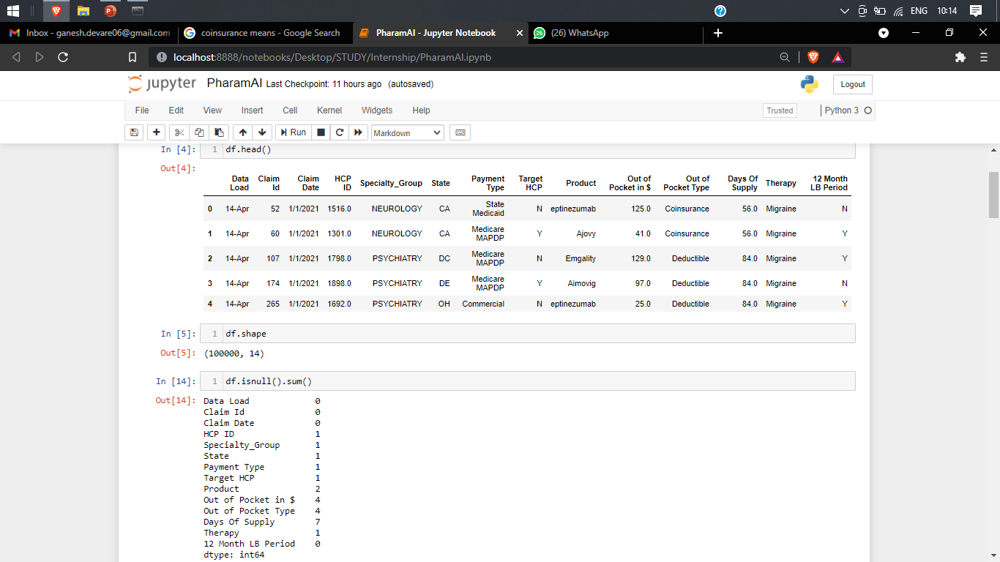 ENG 10:14
Inbox - ganesh.devare06@gmail.com
coinsurance means - Google Search
PharamAI - Jupyter Notebook
26 (26) WhatsApp
localhost:8888/notebooks/Desktop/STUDY/Internship/PharamAI.ipynb
jupyter PharamAI Last Checkpoint: 11 hours ago (autosaved) Logout
File Edit View Insert Cell Kernel Widgets Help Trusted Python 3
Run Markdown
In [4]: 1 df.head()
Out[4]:
Data Load Claim Id Claim Date HCP ID Specialty_Group State Payment Type Target HCP Product Out of Pocket in $ Out of Pocket Type Days Of Supply Therapy 12 Month LB Period
0 14-Apr 52 1/1/2021 1516.0 NEUROLOGY CA State Medicaid N eptinezumab 125.0 Coinsurance 56.0 Migraine N
1 14-Apr 60 1/1/2021 1301.0 NEUROLOGY CA Medicare MAPDP Y Ajovy 41.0 Coinsurance 56.0 Migraine Y
2 14-Apr 107 1/1/2021 1798.0 PSYCHIATRY DC Medicare MAPDP N Emgality 129.0 Deductible 84.0 Migraine Y
3 14-Apr 174 1/1/2021 1898.0 PSYCHIATRY DE Medicare MAPDP Y Aimovig 97.0 Deductible 84.0 Migraine N
4 14-Apr 265 1/1/2021 1692.0 PSYCHIATRY OH Commercial N eptinezumab 25.0 Deductible 84.0 Migraine Y
In [5]: 1 df.shape
Out[5]: (100000, 14)
In [14]: 1 df.isnull().sum()
Out[14]: Data Load 0
Claim Id 0
Claim Date 0
HCP ID 1
Specialty_Group 1
State 1
Payment Type 1
Target HCP 1
Product 2
Out of Pocket in $ 4
Out of Pocket Type 4
Days Of Supply 7
Therapy 1
12 Month LB Period 0
dtype: int64